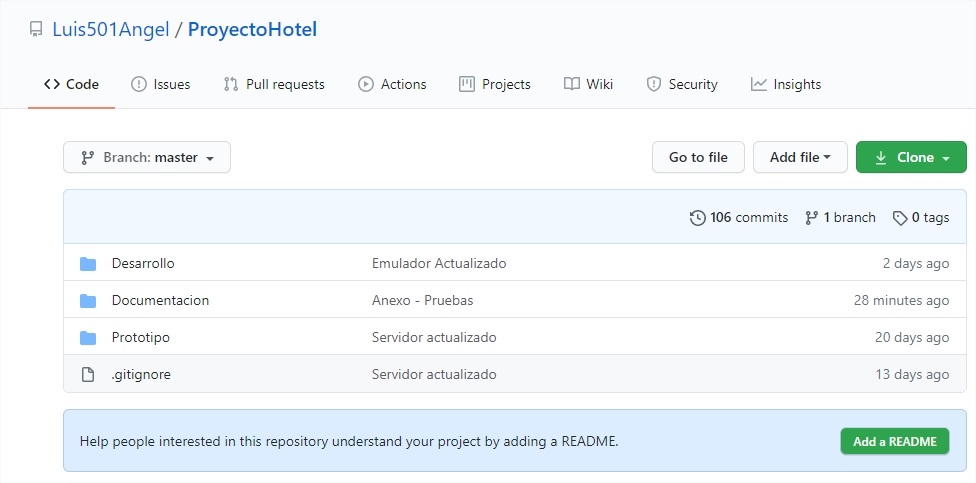 Luis501Angel / ProyectoHotel
Code Issues Pull requests Actions Projects Wiki Security Insights
Branch: master Go to file Add file Clone
106 commits 1 branch 0 tags
Desarrollo Emulador Actualizado 2 days ago
Documentacion Anexo - Pruebas 28 minutes ago
Prototipo Servidor actualizado 20 days ago
.gitignore Servidor actualizado 13 days ago
Help people interested in this repository understand your project by adding a README. Add a README